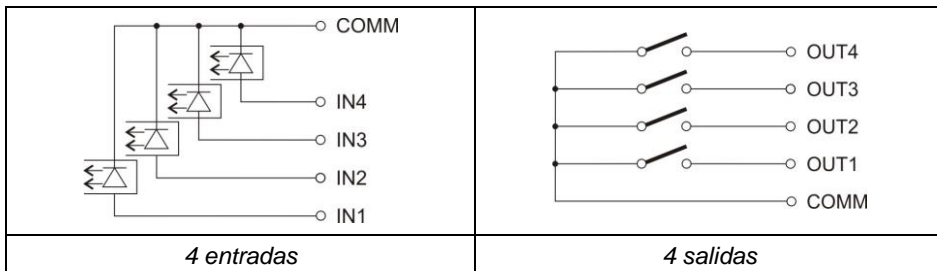 COMM
IN4
IN3
IN2
IN1
4 entradas
OUT4
OUT3
OUT2
OUT1
COMM
4 salidas